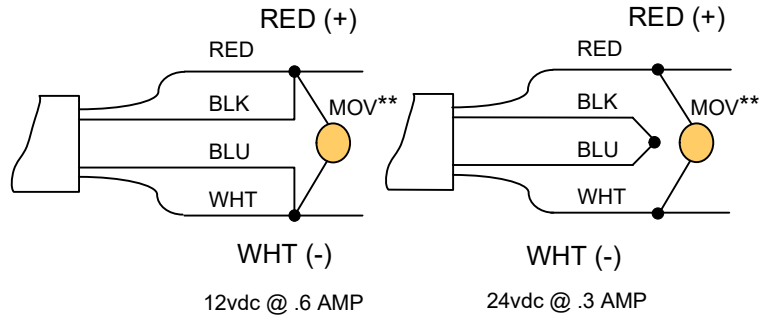 RED (+)
RED
BLK
MOV**
BLU
WHT
WHT (-)
12vdc @ .6 AMP
RED (+)
RED
BLK
MOV**
BLU
WHT
WHT (-)
24vdc @ .3 AMP